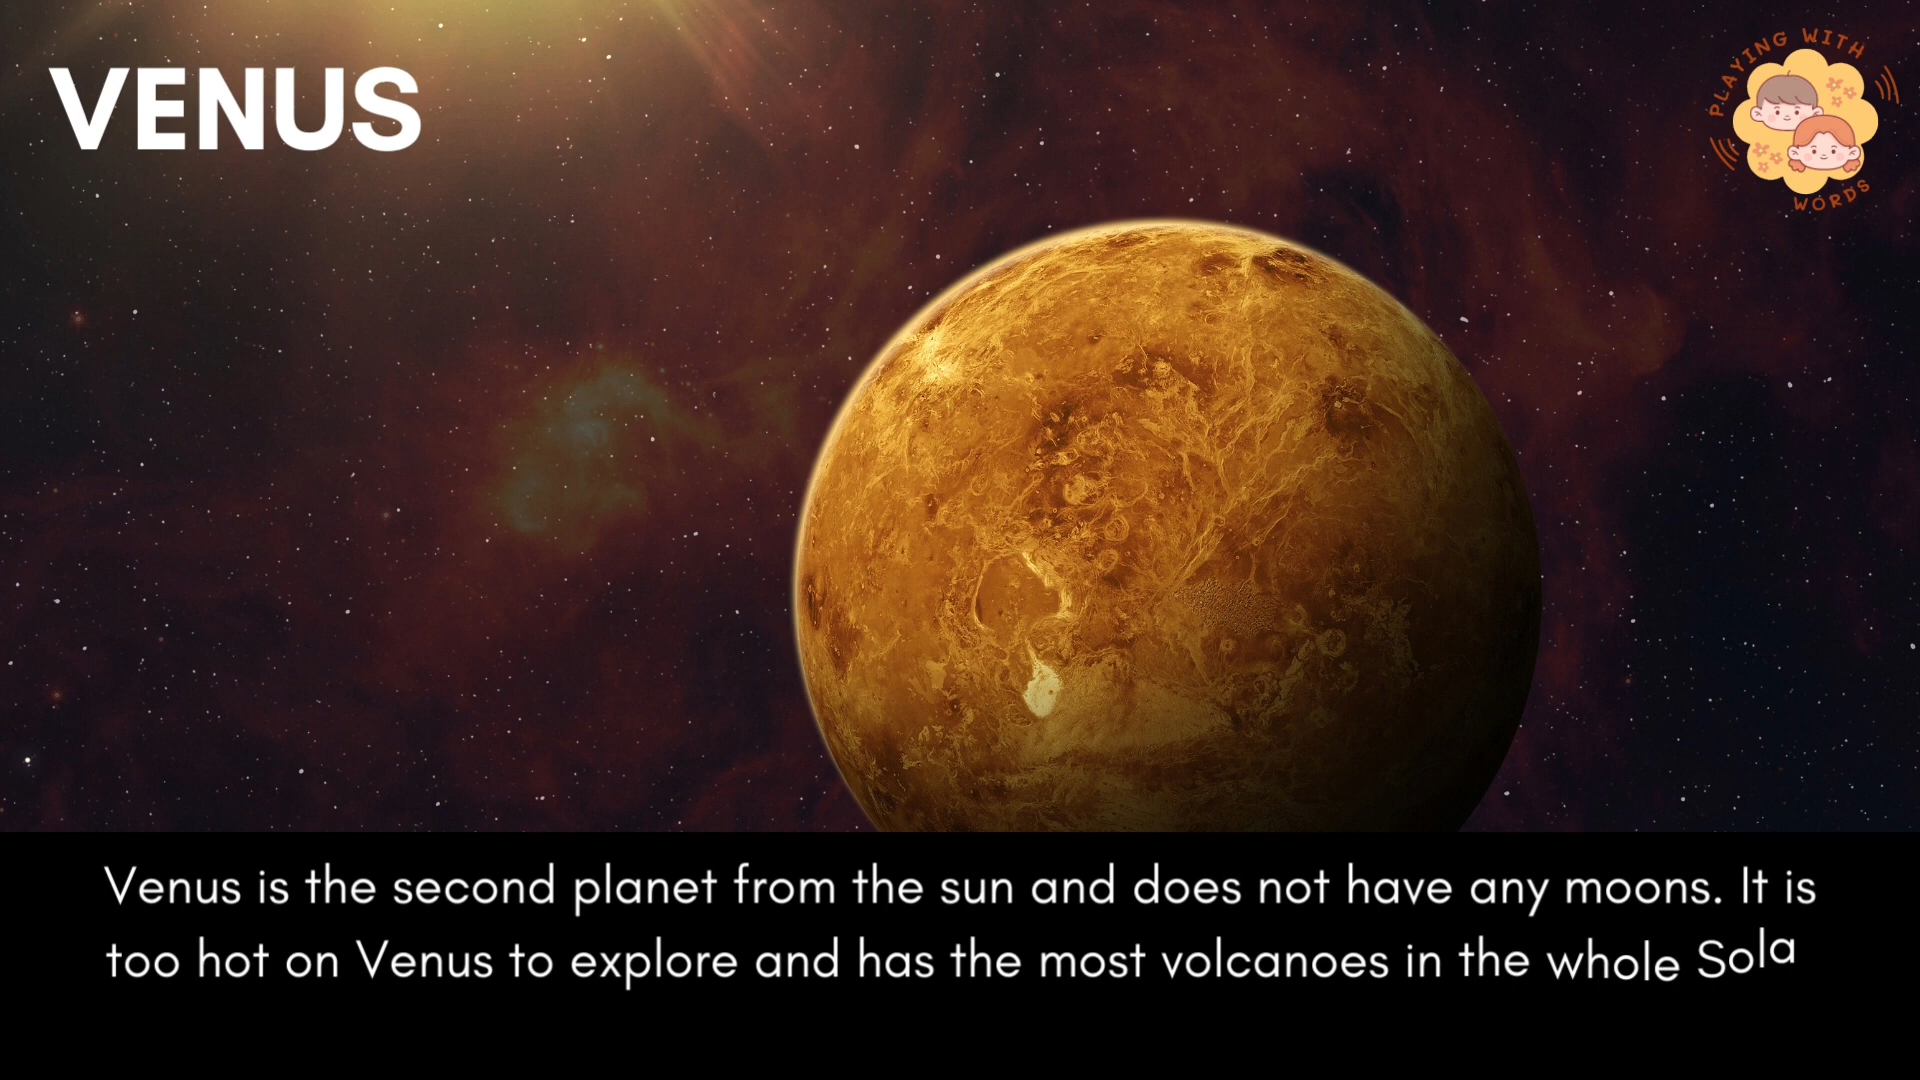 VENUS
PLAYING WITH
WORDS
Venus is the second planet from the sun and does not have any moons. It is
too hot on Venus to explore and has the most volcanoes in the whole Sola